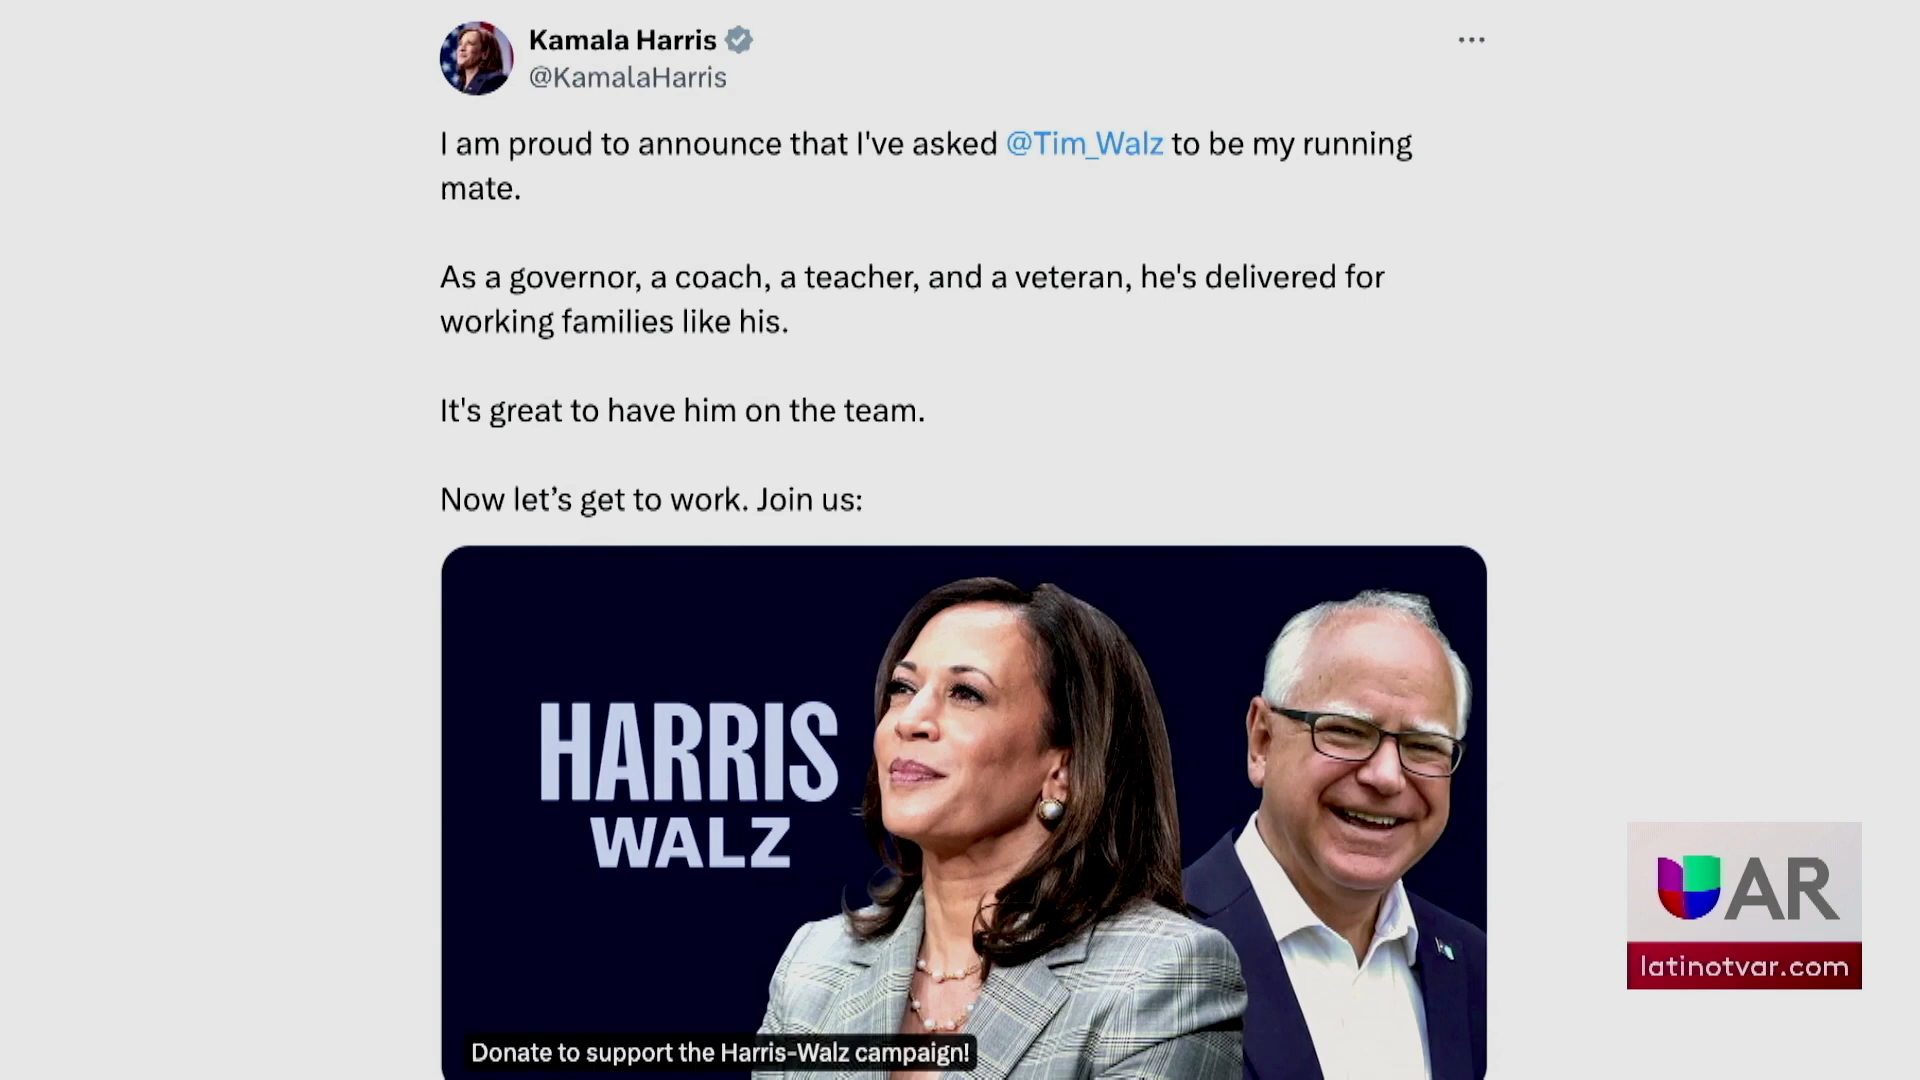 Kamala Harris
@KamalaHarris
I am proud to announce that I've asked @Tim_Walz to be my running
mate.
As a governor, a coach, a teacher, and a veteran, he's delivered for
working families like his.
It's great to have him on the team.
Now let’s get to work. Join us:
HARRIS
WALZ
Donate to support the Harris-Walz campaign!
AR
latinotvar.com